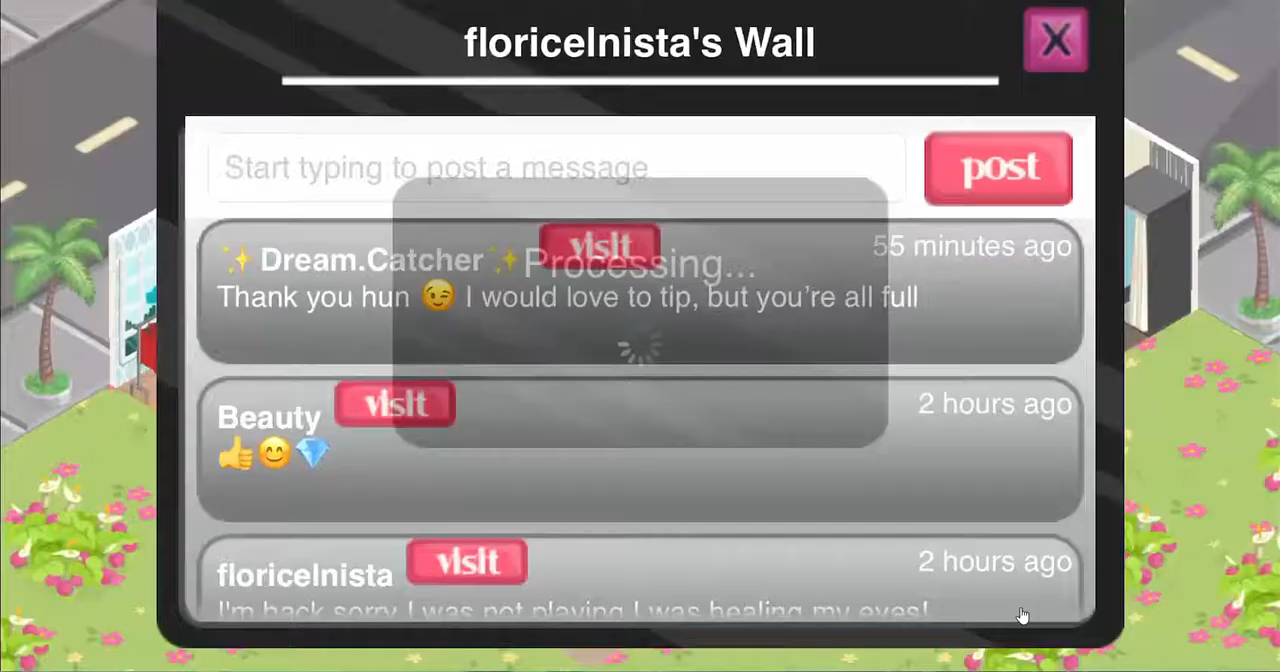 floricelnista's Wall
X
Start typing to post a message
post
✨Dream.Catcher✨ visit 55 minutes ago
Processing...
Thank you hun 😉 I would love to tip, but you're all full
Beauty visit 2 hours ago
👍😊💎
floricelnista visit 2 hours ago
I'm back sorry I was not playing I was healing my eyes!